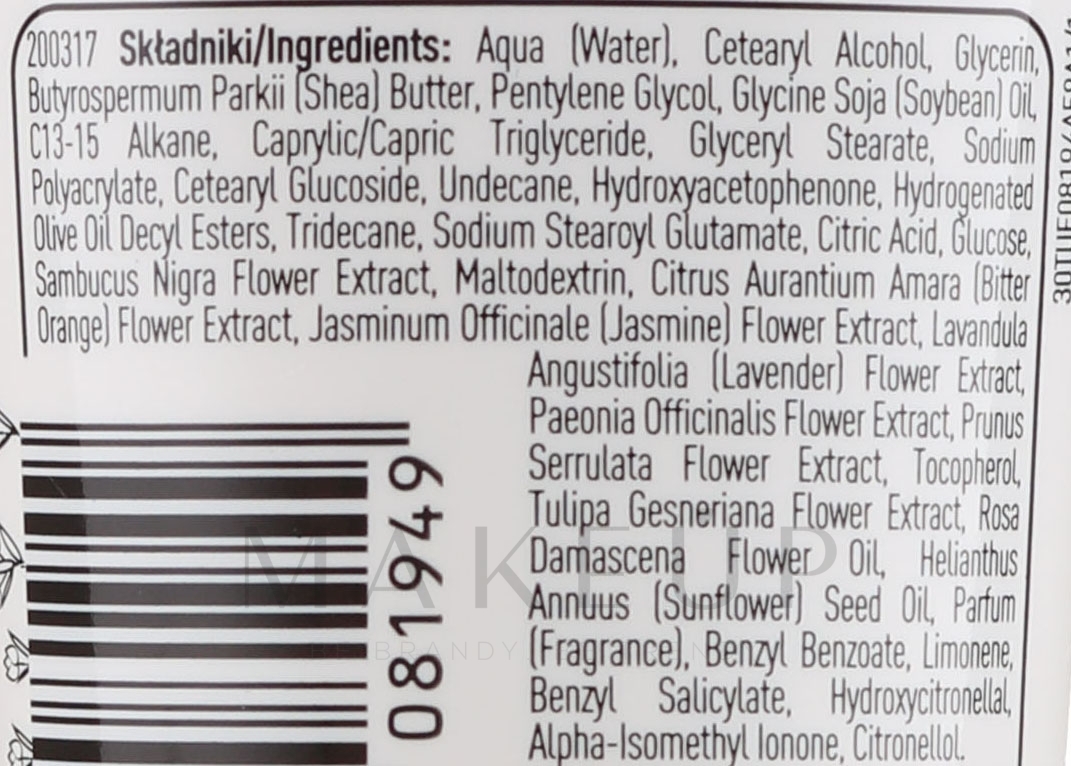 200317 Składniki/Ingredients: Aqua (Water), Cetearyl Alcohol, Glycerin,
Butyrospermum Parkii (Shea) Butter, Pentylene Glycol, Glycine Soja (Soybean) Oil,
C13-15 Alkane, Caprylic/Capric Triglyceride, Glyceryl Stearate, Sodium
Polyacrylate, Cetearyl Glucoside, Undecane, Hydroxyacetophenone, Hydrogenated
Olive Oil Decyl Esters, Tridecane, Sodium Stearoyl Glutamate, Citric Acid, Glucose,
Sambucus Nigra Flower Extract, Maltodextrin, Citrus Aurantium Amara (Bitter
Orange) Flower Extract, Jasminum Officinale (Jasmine) Flower Extract, Lavandula
Angustifolia (Lavender) Flower Extract,
Paeonia Officinalis Flower Extract, Prunus
Serrulata Flower Extract, Tocopherol,
Tulipa Gesneriana Flower Extract, Rosa
Damascena Flower Oil, Helianthus
Annuus (Sunflower) Seed Oil, Parfum
(Fragrance), Benzyl Benzoate, Limonene,
Benzyl Salicylate, Hydroxycitronellal,
Alpha-Isomethyl Ionone, Citronellol.
081949
MAKEUP